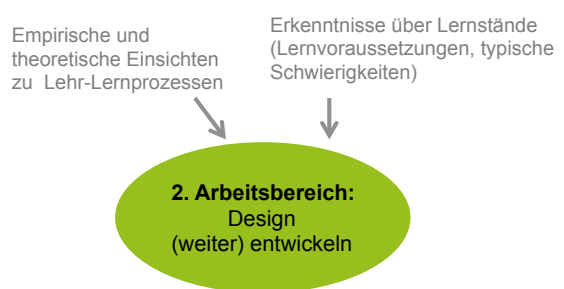 Empirische und
theoretische Einsichten
zu Lehr-Lernprozessen
Erkenntnisse über Lernstände
(Lernvoraussetzungen, typische
Schwierigkeiten)
2. Arbeitsbereich:
Design
(weiter) entwickeln